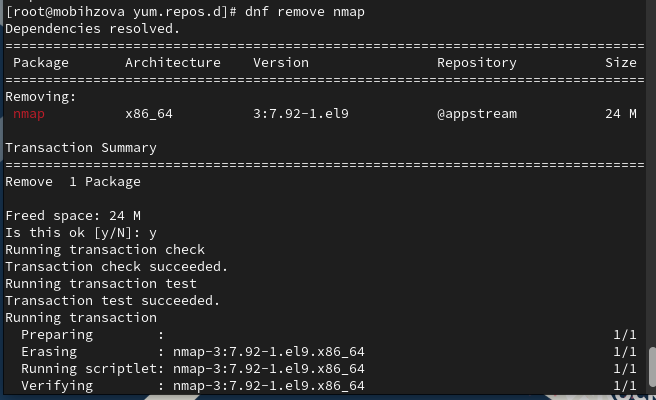 [root@mobihzova yum.repos.d]# dnf remove nmap
Dependencies resolved.
================================================================================
 Package       Architecture    Version                Repository           Size
================================================================================
Removing:
 nmap          x86_64          3:7.92-1.el9           @appstream           24 M

Transaction Summary
================================================================================
Remove  1 Package

Freed space: 24 M
Is this ok [y/N]: y
Running transaction check
Transaction check succeeded.
Running transaction test
Transaction test succeeded.
Running transaction
  Preparing        :                                                        1/1
  Erasing          : nmap-3:7.92-1.el9.x86_64                               1/1
  Running scriptlet: nmap-3:7.92-1.el9.x86_64                               1/1
  Verifying        : nmap-3:7.92-1.el9.x86_64                               1/1